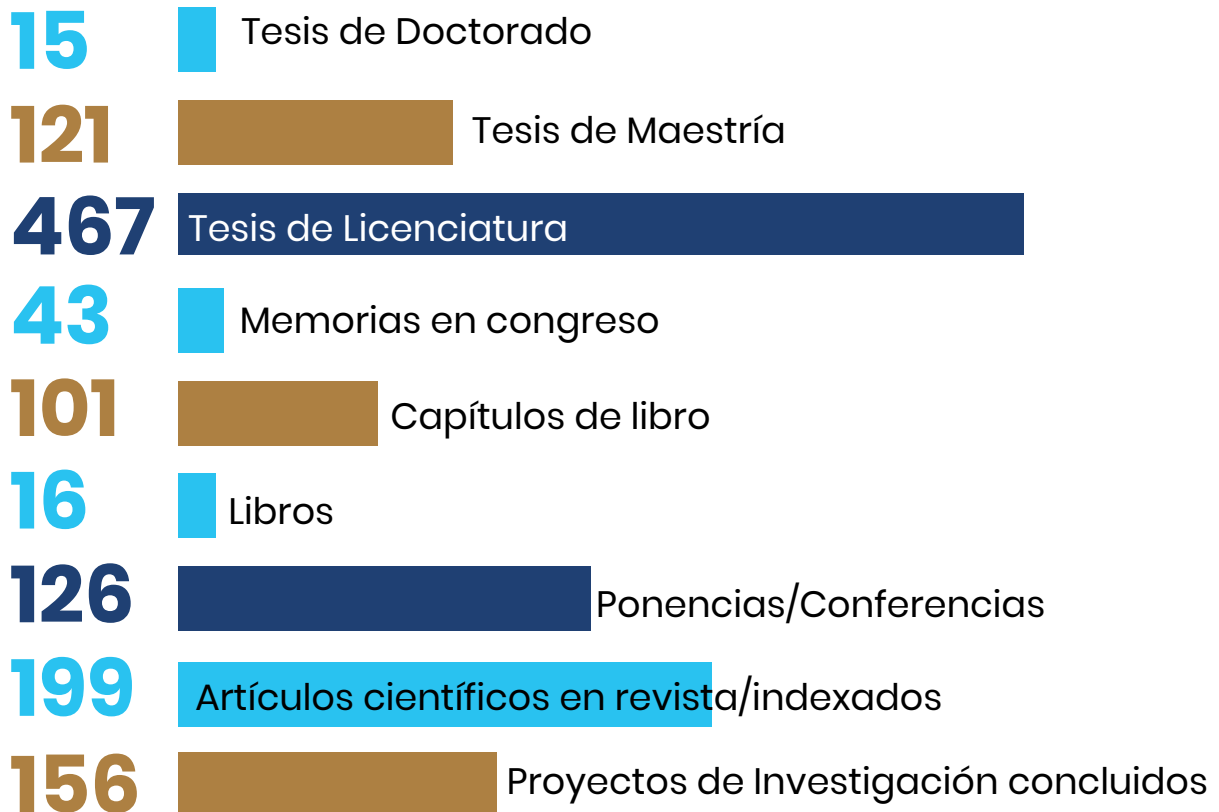 15 Tesis de Doctorado
121 Tesis de Maestría
467 Tesis de Licenciatura
43 Memorias en congreso
101 Capítulos de libro
16 Libros
126 Ponencias/Conferencias
199 Artículos científicos en revista/indexados
156 Proyectos de Investigación concluidos